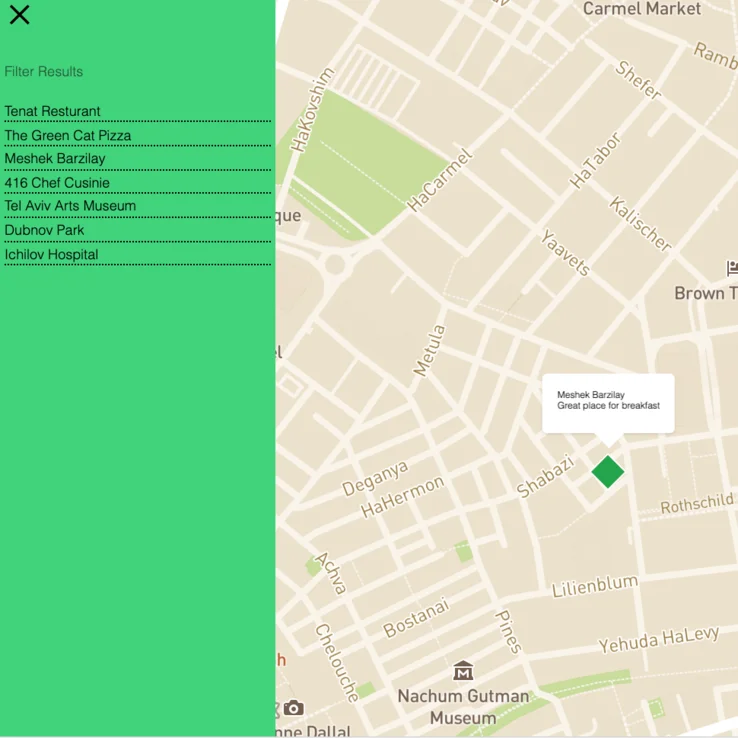 Filter Results
Tenat Resturant
The Green Cat Pizza
Meshek Barzilay
416 Chef Cusinie
Tel Aviv Arts Museum
Dubnov Park
Ichilov Hospital
Carmel Market
Ramb
Shefer
HaKovshim
HaTabor
HaCarmel
Kalischer
que
Yaavets
Brown T
Metula
el
Meshek Barzilay
Great place for breakfast
Shabazi
Deganya
HaHermon
Rothschild
Achva
Lilienblum
Bostanai
Pines
Yehuda HaLevy
Chelouche
h
Nachum Gutman
Museum
nne Dallal